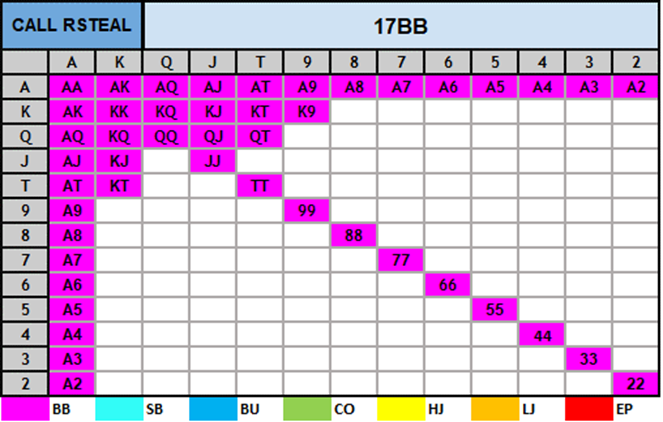 CALL RSTEAL 17BB
A K Q J T 9 8 7 6 5 4 3 2
A AA AK AQ AJ AT A9 A8 A7 A6 A5 A4 A3 A2
K AK KK KQ KJ KT K9
Q AQ KQ QQ QJ QT
J AJ KJ JJ
T AT KT TT
9 A9 99
8 A8 88
7 A7 77
6 A6 66
5 A5 55
4 A4 44
3 A3 33
2 A2 22
BB SB BU CO HJ LJ EP